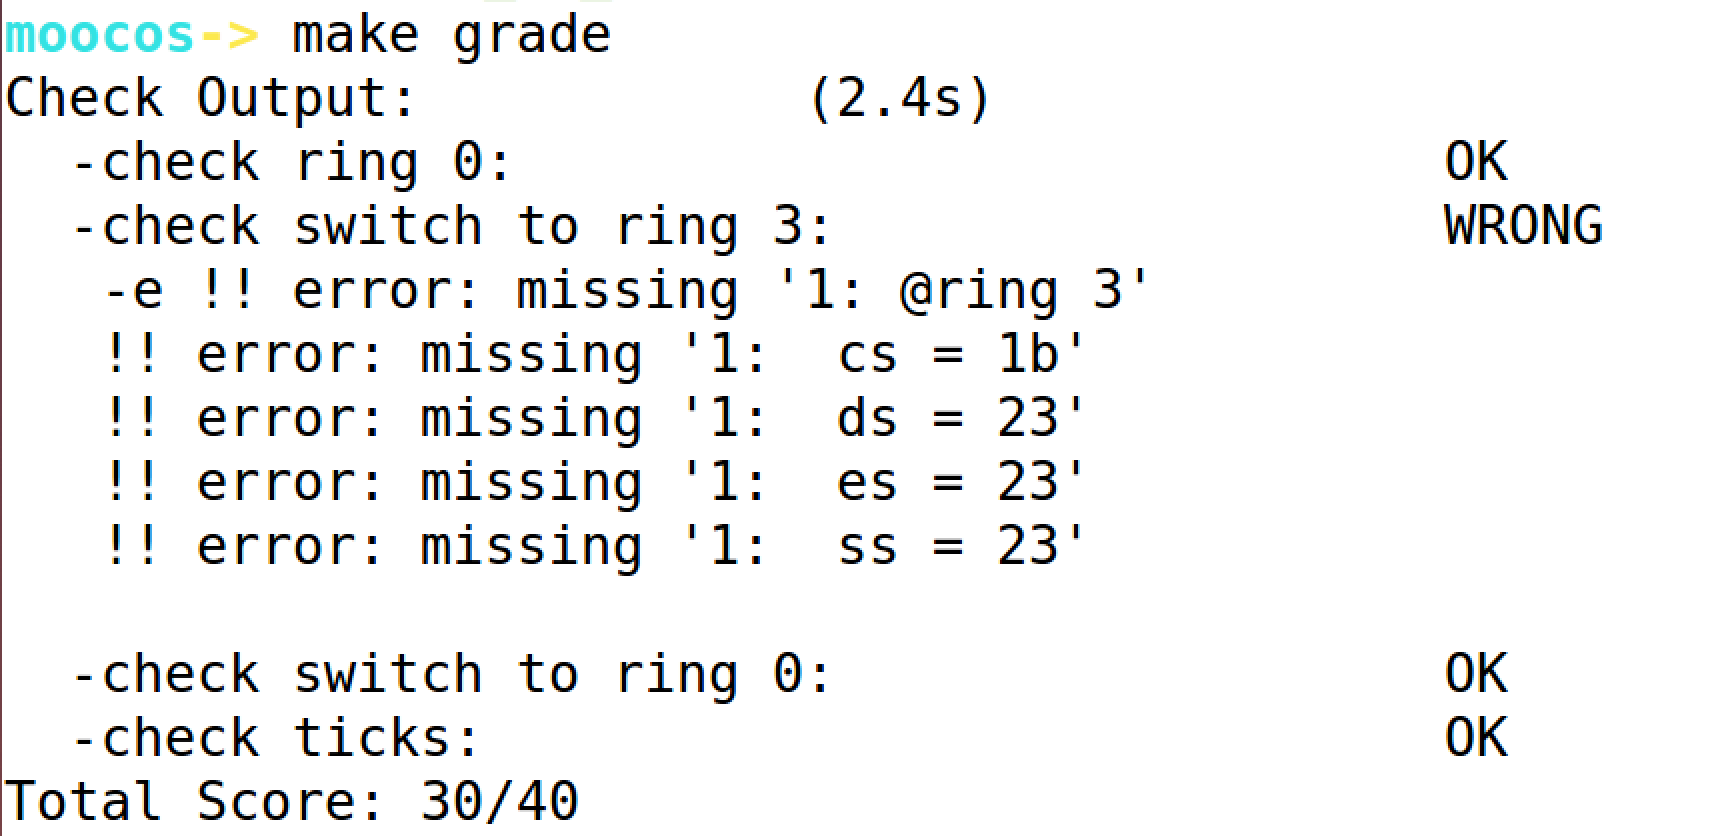 moocos-> make grade
Check Output:            (2.4s)
  -check ring 0:                             OK
  -check switch to ring 3:                   WRONG
   -e !! error: missing '1: @ring 3'
   !! error: missing '1:  cs = 1b'
   !! error: missing '1:  ds = 23'
   !! error: missing '1:  es = 23'
   !! error: missing '1:  ss = 23'
  -check switch to ring 0:                   OK
  -check ticks:                              OK
Total Score: 30/40